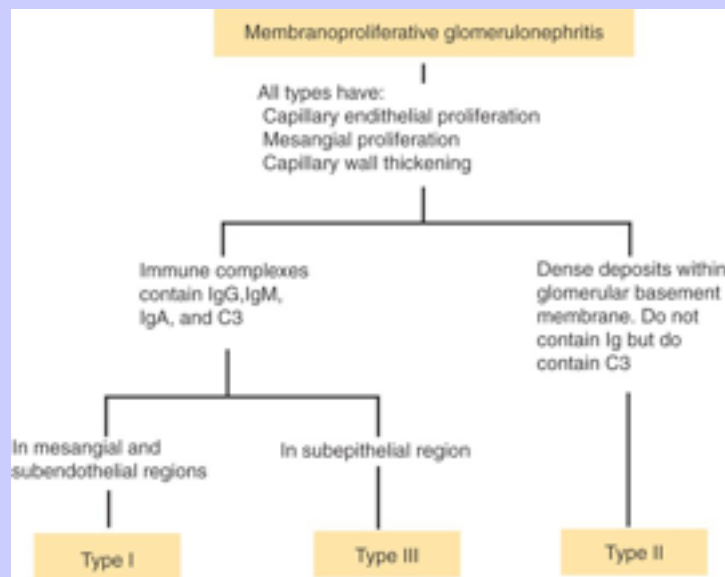 Membranoproliferative glomerulonephritis
All types have:
Capillary endithelial proliferation
Mesangial proliferation
Capillary wall thickening
Immune complexes
contain IgG,IgM,
IgA, and C3
Dense deposits within
glomerular basement
membrane. Do not
contain Ig but do
contain C3
In mesangial and
subendothelial regions
In subepithelial region
Type I
Type III
Type II